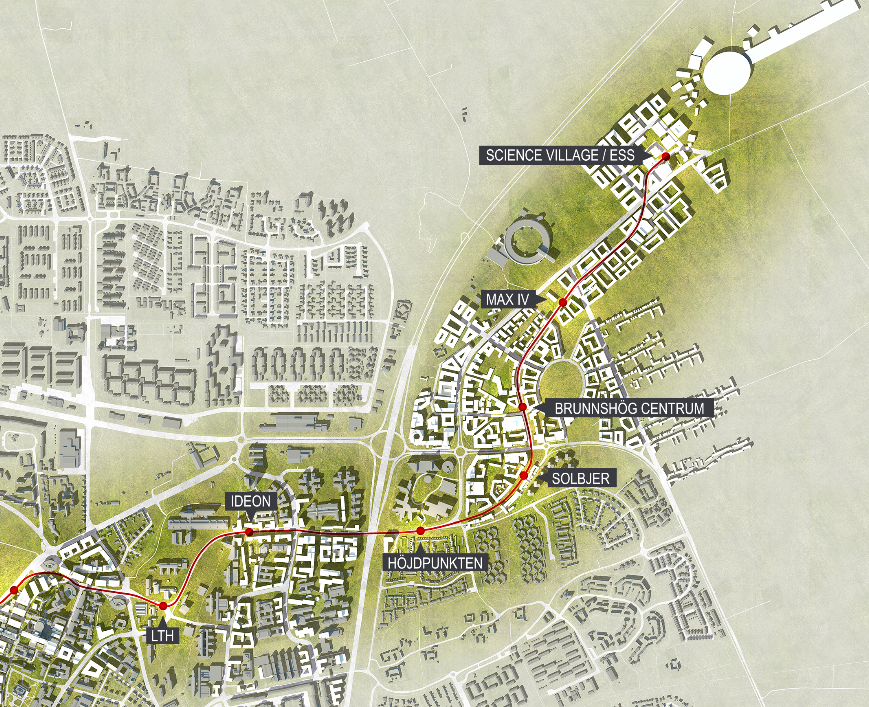 SCIENCE VILLAGE / ESS
MAX IV
BRUNNSHÖG CENTRUM
SOLBJER
IDEON
HÖJDPUNKTEN
LTH